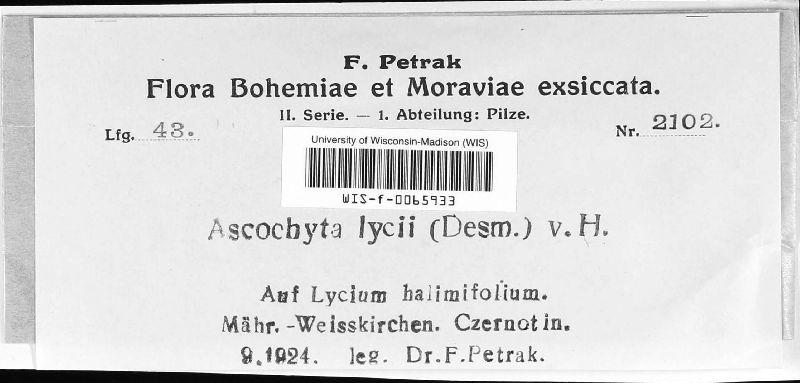 F. Petrak
Flora Bohemiae et Moraviae exsiccata.
II. Serie. — 1. Abteilung: Pilze.
Lfg. 43.
Nr. 2102.
University of Wisconsin-Madison (WIS)
WIS-f-0065933
Ascochyta lycii (Desm.) v. H.
Auf Lycium halimifolium.
Mähr.-Weisskirchen. Czernotin.
9.1924. leg. Dr. F. Petrak.